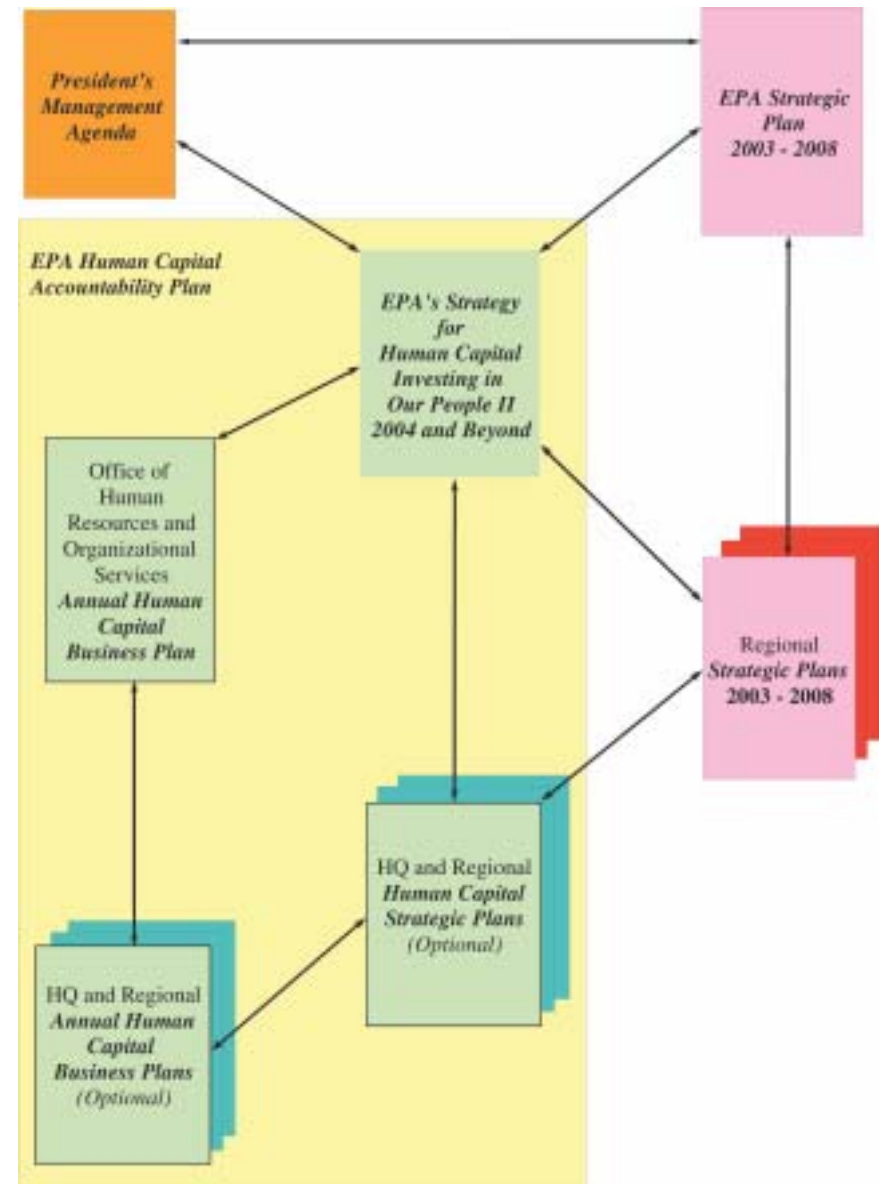 President's
Management
Agenda
EPA Strategic
Plan
2003 - 2008
EPA Human Capital
Accountability Plan
EPA's Strategy
for
Human Capital
Investing in
Our People II
2004 and Beyond
Office of
Human
Resources and
Organizational
Services
Annual Human
Capital
Business Plan
Regional
Strategic Plans
2003 - 2008
HQ and Regional
Human Capital
Strategic Plans
(Optional)
HQ and Regional
Annual Human
Capital
Business Plans
(Optional)